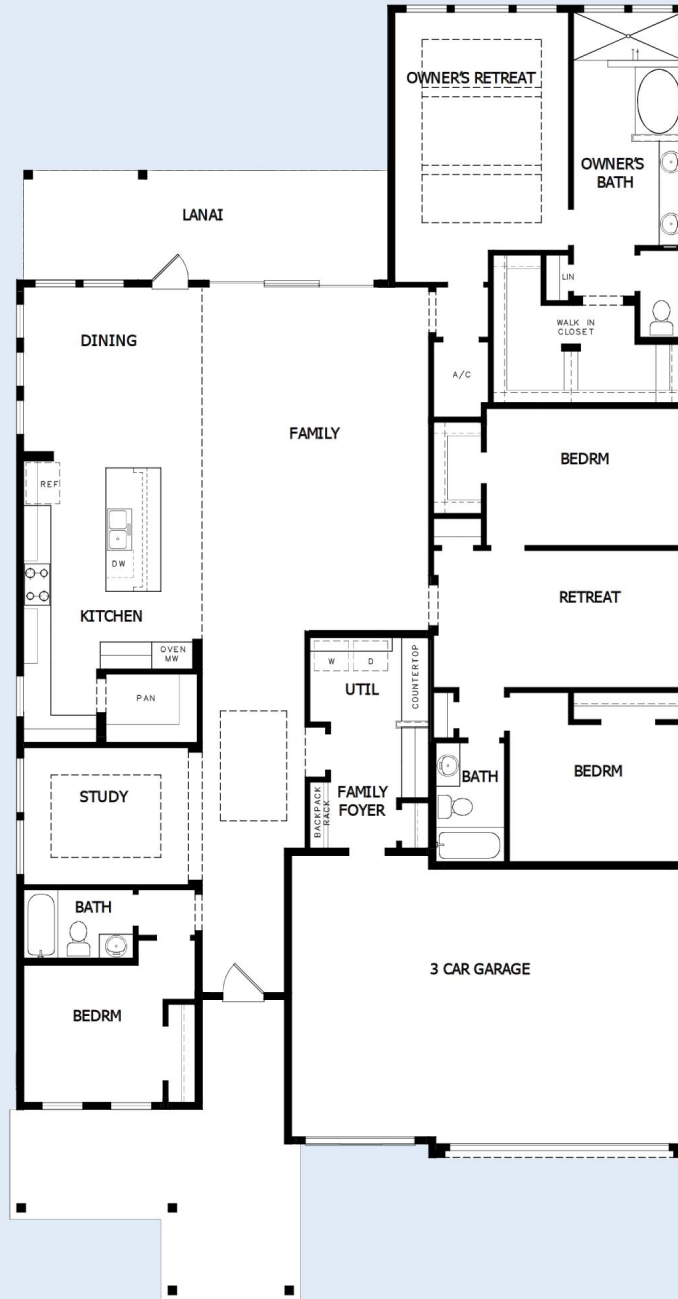 OWNER'S RETREAT
OWNER'S
BATH
LANAI
LIN
WALK IN
CLOSET
DINING
A/C
FAMILY
BEDRM
REF
DW
RETREAT
KITCHEN
OVEN
MW
W
D
COUNTERTOP
UTIL
PAN
STUDY
BATH
BEDRM
FAMILY
FOYER
BACKPACK
RACK
BATH
3 CAR GARAGE
BEDRM